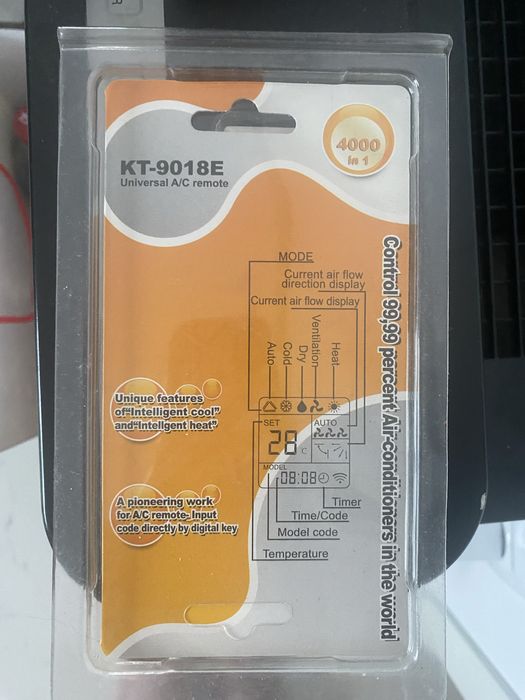 4000
in 1
KT-9018E
Universal A/C remote
Control 99,99 percent Air-conditioners in the world
MODE
Current air flow
direction display
Current air flow display
Auto
Cold
Dry
Ventilation
Heat
Unique features
of"Intelligent cool"
and"Intellgent heat"
SET
AUTO
28 c
MODEL
08:08
Timer
Time/Code
Model code
Temperature
A pioneering work
for A/C remote- Input
code directly by digital key